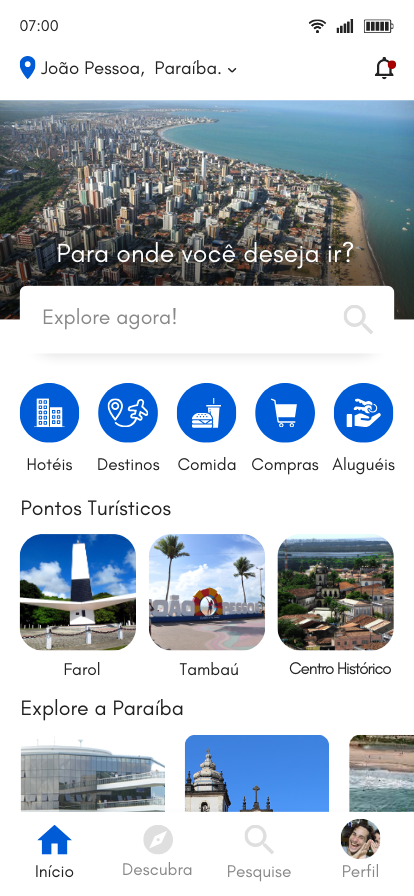 07:00
João Pessoa, Paraíba.
Para onde você deseja ir?
Explore agora!
Hotéis Destinos Comida Compras Aluguéis
Pontos Turísticos
JOÃO PESSOA
Farol Tambaú Centro Histórico
Explore a Paraíba
Início Descubra Pesquise Perfil